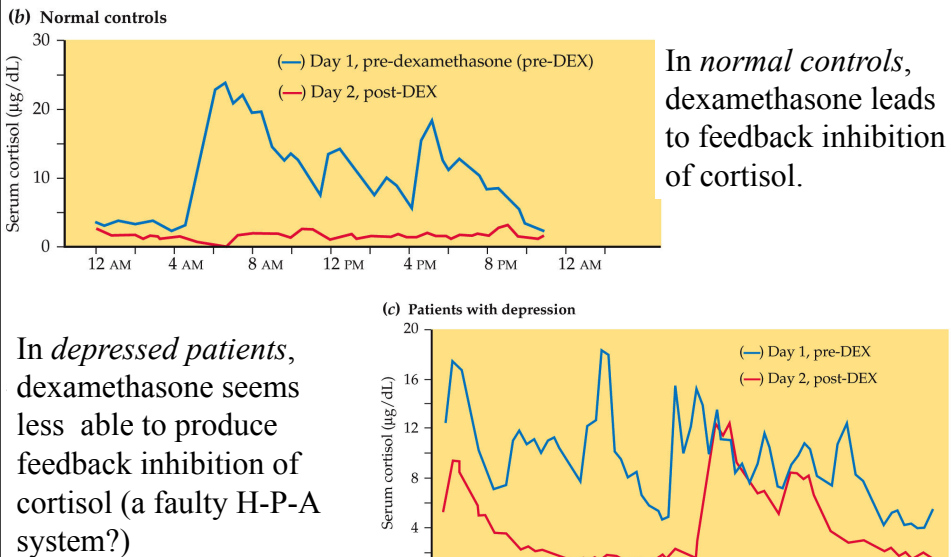 (b) Normal controls
30
20
10
0
Serum cortisol (µg/dL)
(—) Day 1, pre-dexamethasone (pre-DEX)
(—) Day 2, post-DEX
12 AM 4 AM 8 AM 12 PM 4 PM 8 PM 12 AM
In normal controls,
dexamethasone leads
to feedback inhibition
of cortisol.
In depressed patients,
dexamethasone seems
less able to produce
feedback inhibition of
cortisol (a faulty H-P-A
system?)
(c) Patients with depression
20
16
12
8
4
Serum cortisol (µg/dL)
(—) Day 1, pre-DEX
(—) Day 2, post-DEX